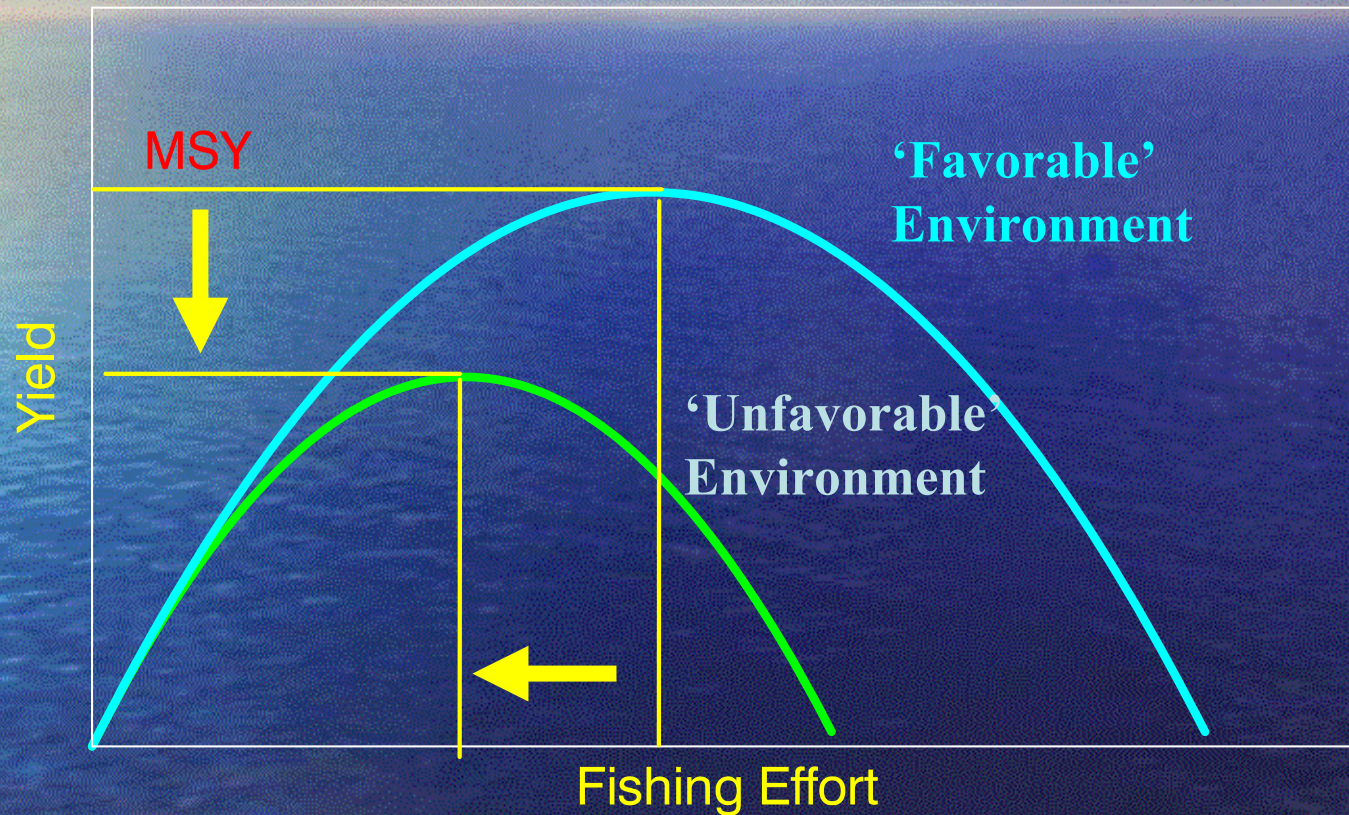 MSY
‘Favorable’
Environment
Yield
‘Unfavorable’
Environment
Fishing Effort